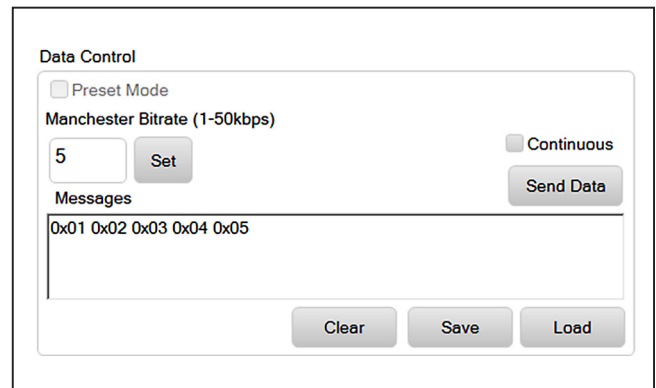 Data Control
Preset Mode
Manchester Bitrate (1-50kbps)
5
Set
Continuous
Send Data
Messages
0x01 0x02 0x03 0x04 0x05
Clear
Save
Load